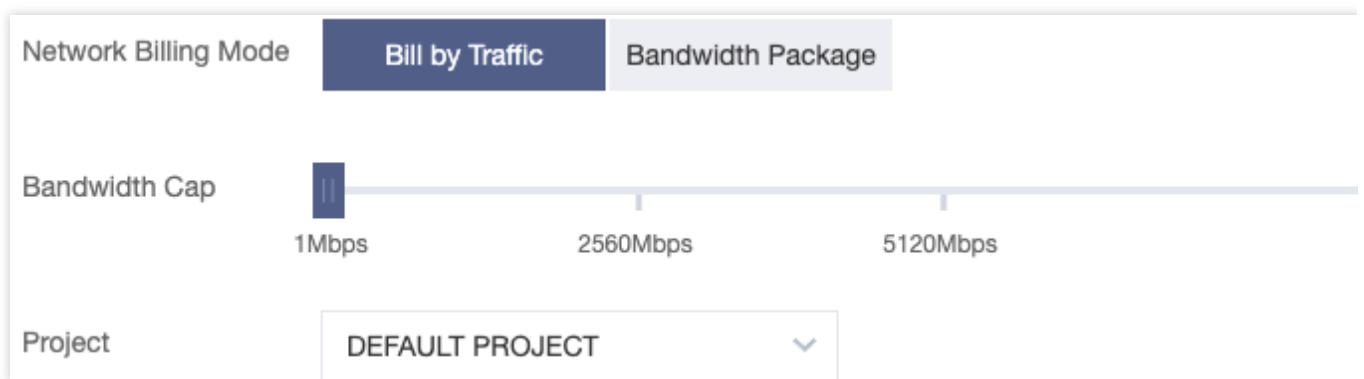 Network Billing Mode Bill by Traffic Bandwidth Package
Bandwidth Cap
1Mbps 2560Mbps 5120Mbps
Project DEFAULT PROJECT